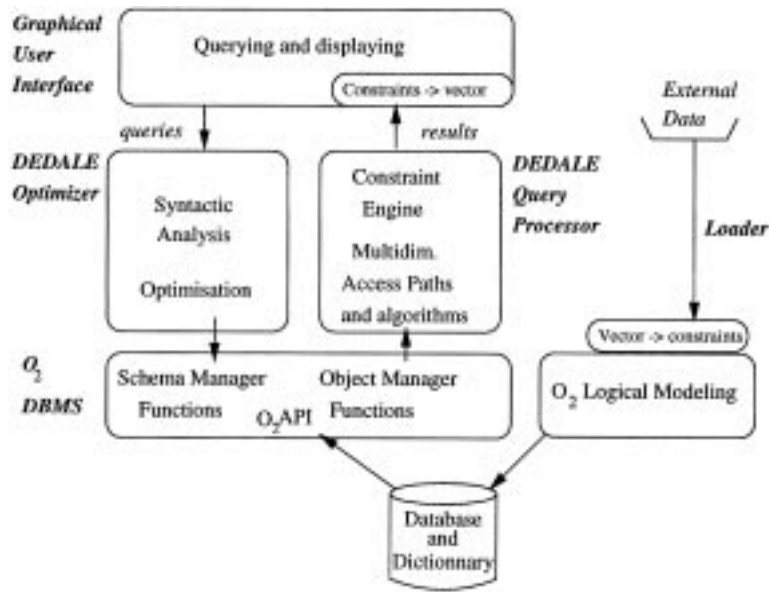 Graphical
User
Interface
Querying and displaying
Constraints -> vector
External
Data
queries
results
DEDALE
Optimizer
Syntactic
Analysis
Optimisation
Constraint
Engine
Multidim.
Access Paths
and algorithms
DEDALE
Query
Processor
Loader
Vector -> constraints
O2
DBMS
Schema Manager
Functions
O2API
Object Manager
Functions
O2 Logical Modeling
Database
and
Dictionnary